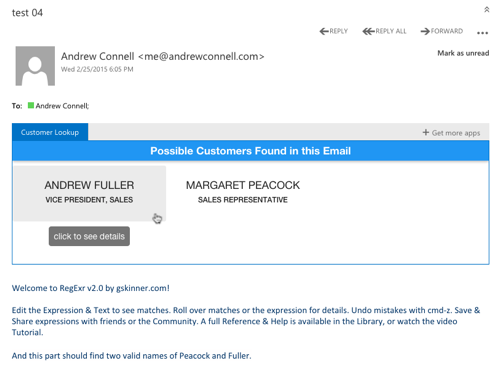 test 04
REPLY REPLY ALL FORWARD
Andrew Connell <me@andrewconnell.com> Mark as unread
Wed 2/25/2015 6:05 PM
To: Andrew Connell;
Customer Lookup + Get more apps
Possible Customers Found in this Email
ANDREW FULLER MARGARET PEACOCK
VICE PRESIDENT, SALES SALES REPRESENTATIVE
click to see details
Welcome to RegExr v2.0 by gskinner.com!
Edit the Expression & Text to see matches. Roll over matches or the expression for details. Undo mistakes with cmd-z. Save &
Share expressions with friends or the Community. A full Reference & Help is available in the Library, or watch the video
Tutorial.
And this part should find two valid names of Peacock and Fuller.